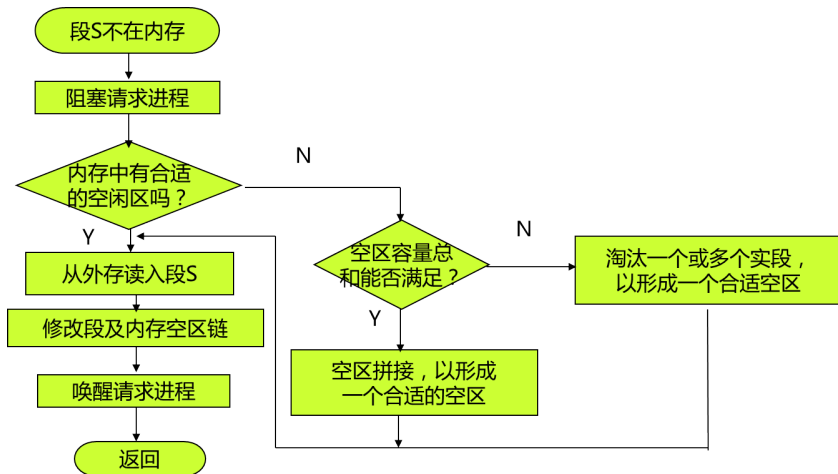 段S不在内存
阻塞请求进程
N
内存中有合适
的空闲区吗？
Y
N
空区容量总
和能否满足？
淘汰一个或多个实段，
以形成一个合适空区
从外存读入段S
修改段及内存空区链
Y
空区拼接，以形成
一个合适的空区
唤醒请求进程
返回